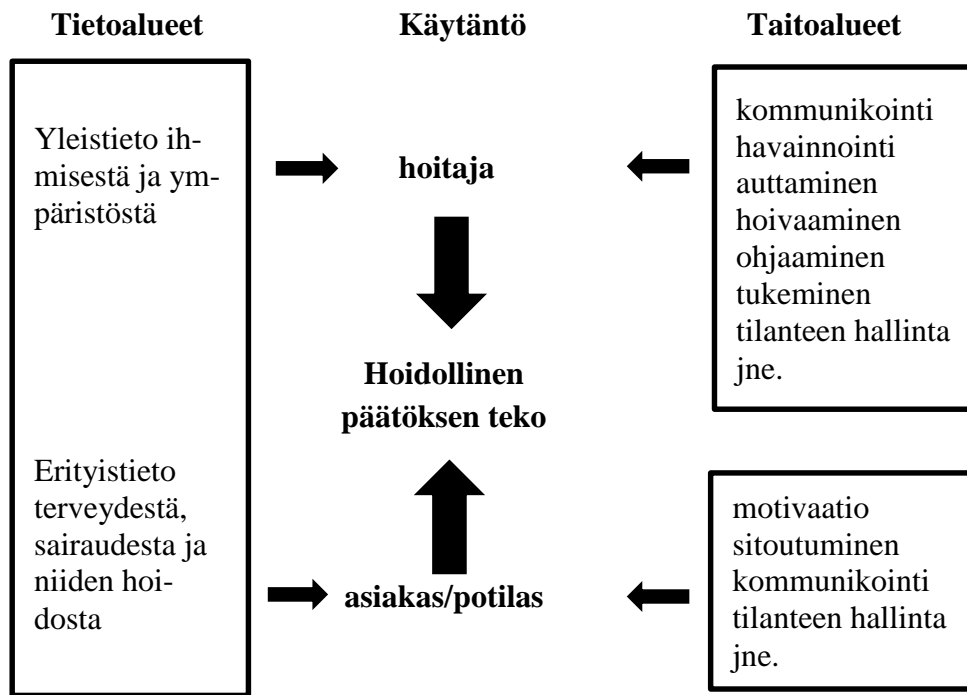 Tietoalueet
Käytäntö
Taitoalueet
Yleistieto ih-
misestä ja ym-
päristöstä
Erityistieto
terveydestä,
sairaudesta ja
niiden hoi-
dosta
hoitaja
Hoidollinen
päätöksen teko
asiakas/potilas
kommunikointi
havainnointi
auttaminen
hoivaaminen
ohjaaminen
tukeminen
tilanteen hallinta
jne.
motivaatio
sitoutuminen
kommunikointi
tilanteen hallinta
jne.